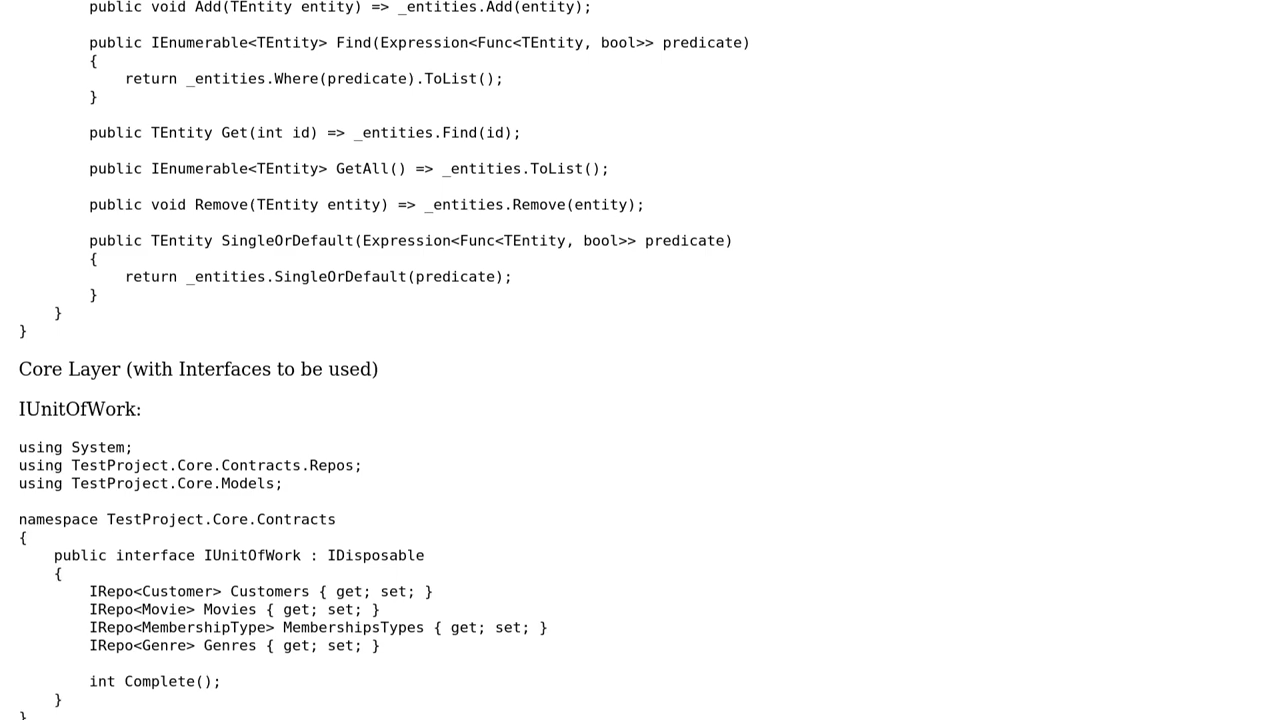 public void Add(TEntity entity) => _entities.Add(entity);
public IEnumerable<TEntity> Find(Expression<Func<TEntity, bool>> predicate)
{
return _entities.Where(predicate).ToList();
}
public TEntity Get(int id) => _entities.Find(id);
public IEnumerable<TEntity> GetAll() => _entities.ToList();
public void Remove(TEntity entity) => _entities.Remove(entity);
public TEntity SingleOrDefault(Expression<Func<TEntity, bool>> predicate)
{
return _entities.SingleOrDefault(predicate);
}
}
}
Core Layer (with Interfaces to be used)
IUnitOfWork:
using System;
using TestProject.Core.Contracts.Repos;
using TestProject.Core.Models;
namespace TestProject.Core.Contracts
{
public interface IUnitOfWork : IDisposable
{
IRepo<Customer> Customers { get; set; }
IRepo<Movie> Movies { get; set; }
IRepo<MembershipType> MembershipsTypes { get; set; }
IRepo<Genre> Genres { get; set; }
int Complete();
}
}